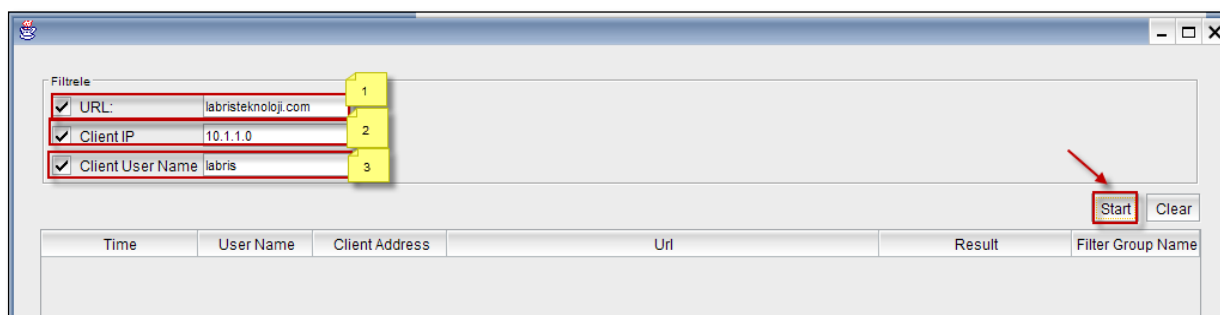 Filtrele
URL: labristeknoloji.com 1
Client IP 10.1.1.0 2
Client User Name labris 3
Start Clear
Time User Name Client Address Url Result Filter Group Name